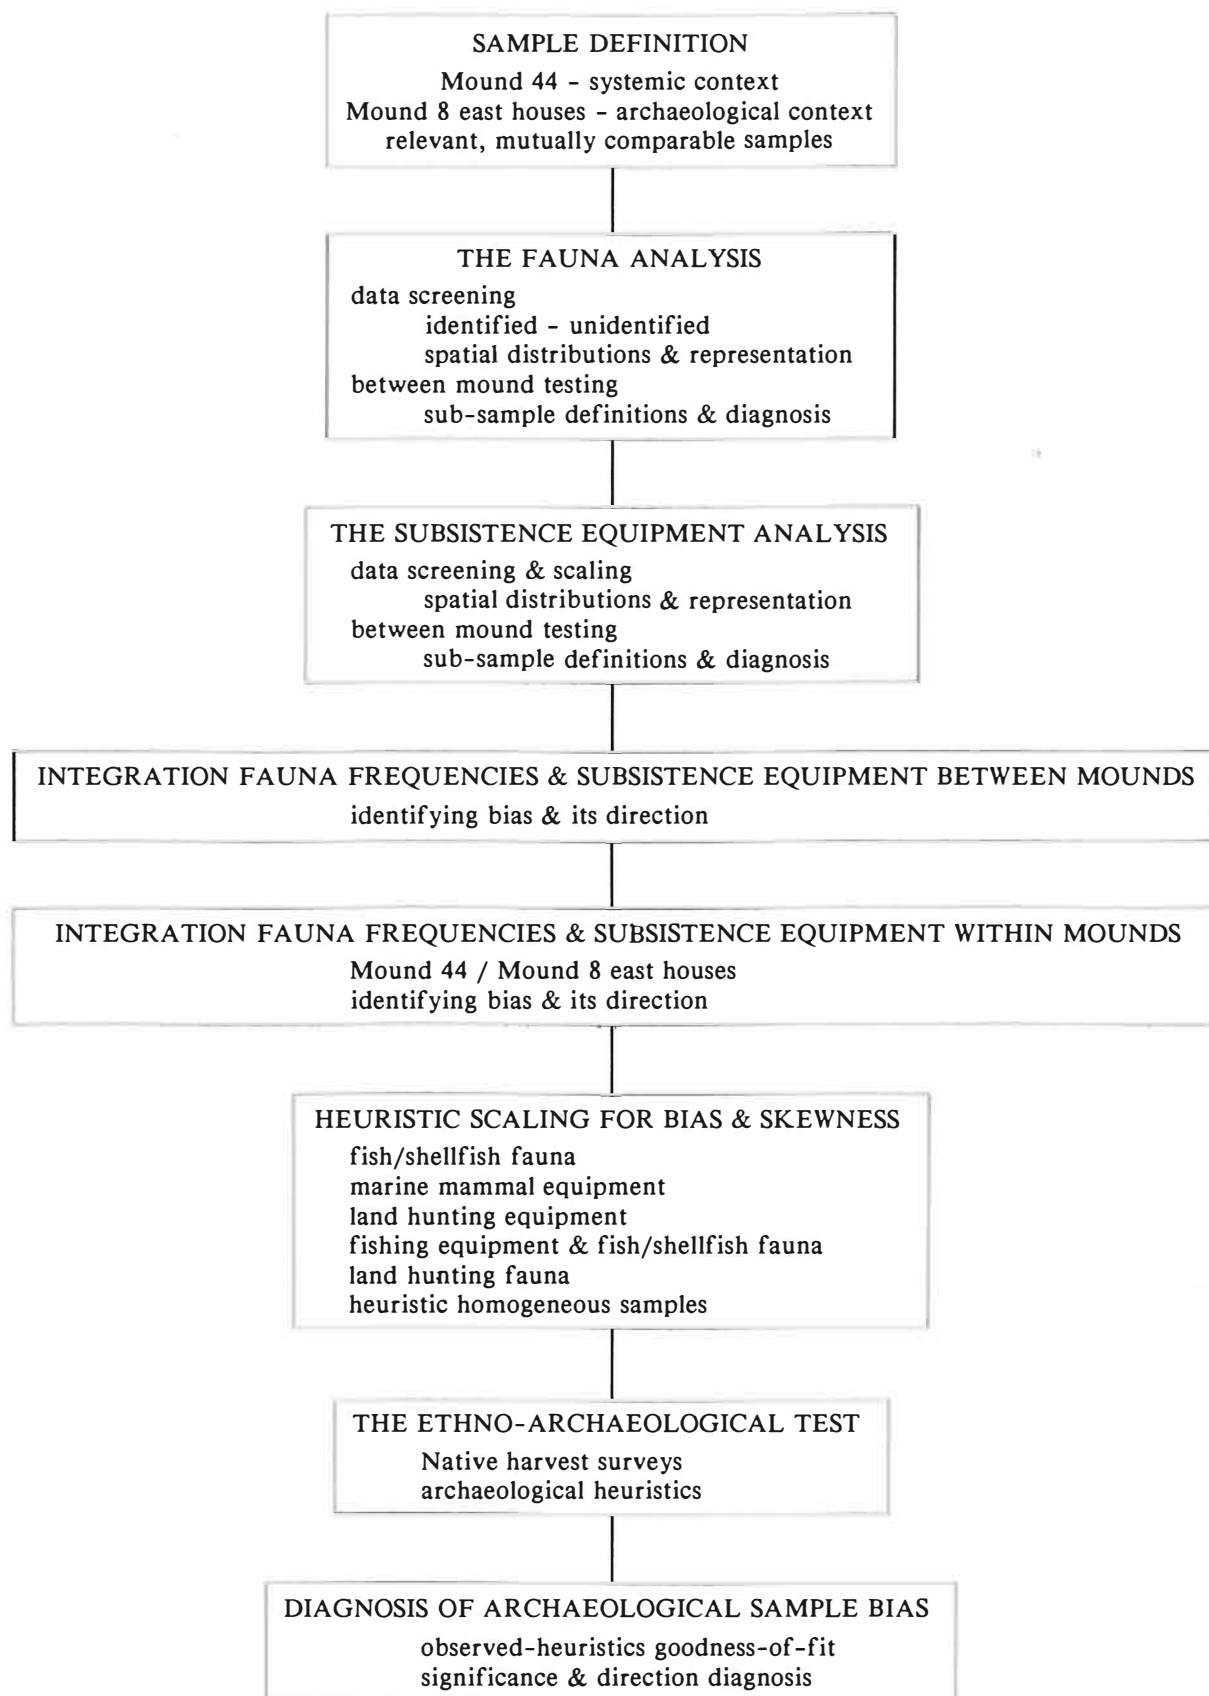 SAMPLE DEFINITION
Mound 44 - systemic context
Mound 8 east houses - archaeological context
relevant, mutually comparable samples
THE FAUNA ANALYSIS
data screening
identified - unidentified
spatial distributions & representation
between mound testing
sub-sample definitions & diagnosis
THE SUBSISTENCE EQUIPMENT ANALYSIS
data screening & scaling
spatial distributions & representation
between mound testing
sub-sample definitions & diagnosis
INTEGRATION FAUNA FREQUENCIES & SUBSISTENCE EQUIPMENT BETWEEN MOUNDS
identifying bias & its direction
INTEGRATION FAUNA FREQUENCIES & SUBSISTENCE EQUIPMENT WITHIN MOUNDS
Mound 44 / Mound 8 east houses
identifying bias & its direction
HEURISTIC SCALING FOR BIAS & SKEWNESS
fish/shellfish fauna
marine mammal equipment
land hunting equipment
fishing equipment & fish/shellfish fauna
land hunting fauna
heuristic homogeneous samples
THE ETHNO-ARCHAEOLOGICAL TEST
Native harvest surveys
archaeological heuristics
DIAGNOSIS OF ARCHAEOLOGICAL SAMPLE BIAS
observed-heuristics goodness-of-fit
significance & direction diagnosis